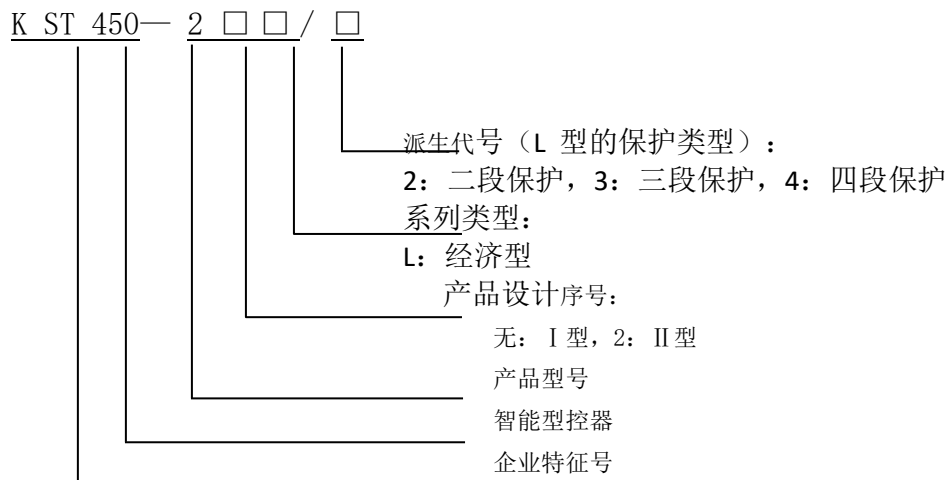 K ST 450— 2 □ □ / □
派生代号（L 型的保护类型）：
2：二段保护，3：三段保护，4：四段保护
系列类型：
L：经济型
产品设计序号：
无：Ⅰ型，2：Ⅱ型
产品型号
智能型控器
企业特征号